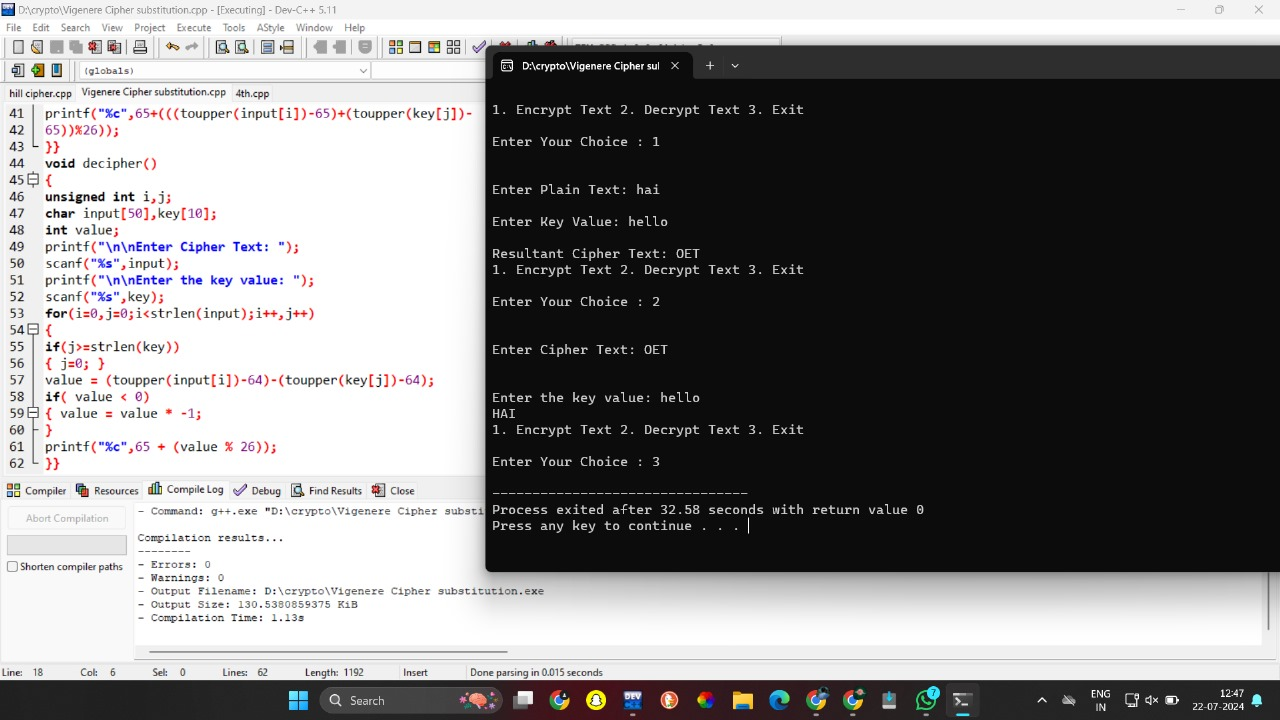 D:\crypto\Vigenere Cipher substitution.cpp - [Executing] - Dev-C++ 5.11
File Edit Search View Project Execute Tools AStyle Window Help
(globals)
hill cipher.cpp Vigenere Cipher substitution.cpp 4th.cpp
41 printf("%c",65+(((toupper(input[i])-65)+(toupper(key[j])-
42 65))%26));
43 }}
44 void decipher()
45 {
46 unsigned int i,j;
47 char input[50],key[10];
48 int value;
49 printf("\n\nEnter Cipher Text: ");
50 scanf("%s",input);
51 printf("\n\nEnter the key value: ");
52 scanf("%s",key);
53 for(i=0,j=0;i<strlen(input);i++,j++)
54 {
55 if(j>=strlen(key))
56 { j=0; }
57 value = (toupper(input[i])-64)-(toupper(key[j])-64);
58 if( value < 0)
59 { value = value * -1;
60 }
61 printf("%c",65 + (value % 26));
62 }}
Compiler Resources Compile Log Debug Find Results Close
Abort Compilation
Shorten compiler paths
- Command: g++.exe "D:\crypto\Vigenere Cipher substi
Compilation results...
--------
- Errors: 0
- Warnings: 0
- Output Filename: D:\crypto\Vigenere Cipher substitution.exe
- Output Size: 130.5380859375 KiB
- Compilation Time: 1.13s
Line: 18 Col: 6 Sel: 0 Lines: 62 Length: 1192 Insert Done parsing in 0.015 seconds
D:\crypto\Vigenere Cipher sul
1. Encrypt Text 2. Decrypt Text 3. Exit
Enter Your Choice : 1
Enter Plain Text: hai
Enter Key Value: hello
Resultant Cipher Text: OET
1. Encrypt Text 2. Decrypt Text 3. Exit
Enter Your Choice : 2
Enter Cipher Text: OET
Enter the key value: hello
HAI
1. Encrypt Text 2. Decrypt Text 3. Exit
Enter Your Choice : 3
--------------------------------
Process exited after 32.58 seconds with return value 0
Press any key to continue . . .
Search
DEV
7
ENG
IN
12:47
22-07-2024